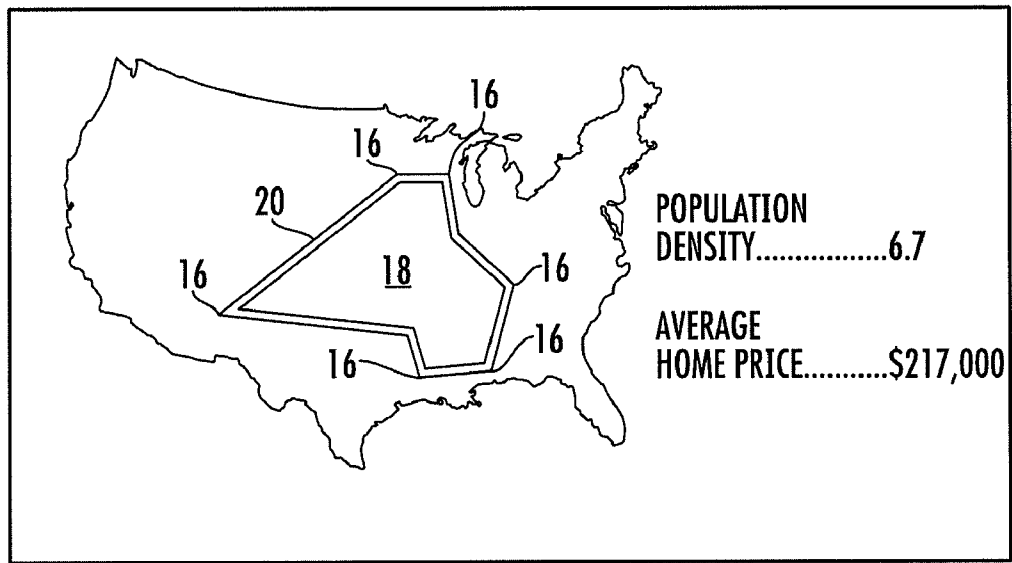 16
16
20
18
16
16
16
16
POPULATION
DENSITY.................6.7
AVERAGE
HOME PRICE...........$217,000